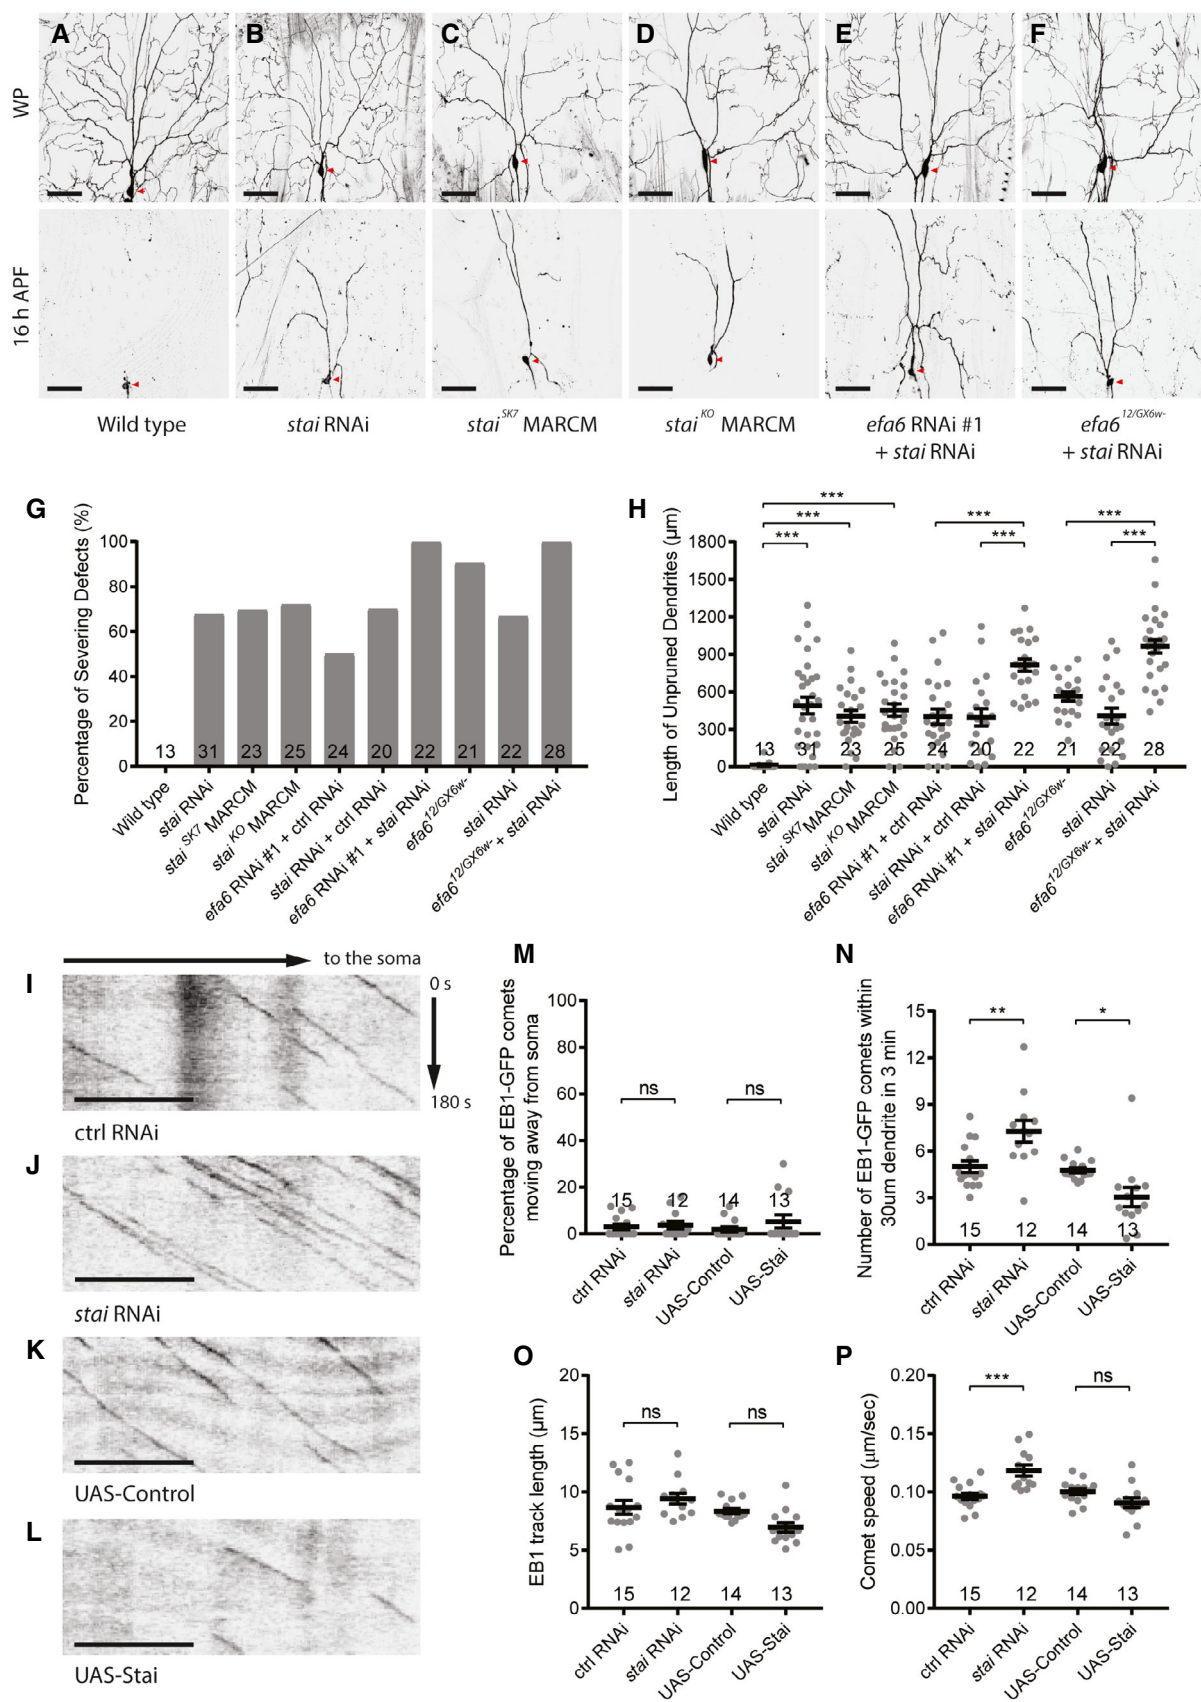 A B C D E F
WP
16 h APF
Wild type
stai RNAi
stai SK7 MARCM
stai KO MARCM
efa6 RNAi #1
+ stai RNAi
efa6 12/GX6w-
+ stai RNAi
G
Percentage of Severing Defects (%)
100
80
60
40
20
0
13 31 23 25 24 20 22 21 22 28
Wild type
stai RNAi
stai SK7 MARCM
stai KO MARCM
efa6 RNAi #1 + ctrl RNAi
stai RNAi + ctrl RNAi
efa6 RNAi #1 + stai RNAi
efa6 12/GX6w-
stai RNAi
efa6 12/GX6w- + stai RNAi
H
Length of Unpruned Dendrites (µm)
1800
1500
1200
900
600
300
0
***
*** *** ***
*** *** ***
13 31 23 25 24 20 22 21 22 28
Wild type
stai RNAi
stai SK7 MARCM
stai KO MARCM
efa6 RNAi #1 + ctrl RNAi
stai RNAi + ctrl RNAi
efa6 RNAi #1 + stai RNAi
efa6 12/GX6w-
stai RNAi
efa6 12/GX6w- + stai RNAi
to the soma
I
0 s
180 s
ctrl RNAi
J
stai RNAi
K
UAS-Control
L
UAS-Stai
M
Percentage of EB1-GFP comets
moving away from soma
100
80
60
40
20
0
ns ns
15 12 14 13
ctrl RNAi
stai RNAi
UAS-Control
UAS-Stai
N
Number of EB1-GFP comets within
30um dendrite in 3 min
15
12
9
6
3
0
** *
15 12 14 13
ctrl RNAi
stai RNAi
UAS-Control
UAS-Stai
O
EB1 track length (µm)
20
15
10
5
0
ns ns
15 12 14 13
ctrl RNAi
stai RNAi
UAS-Control
UAS-Stai
P
Comet speed (µm/sec)
0.20
0.15
0.10
0.05
0.00
*** ns
15 12 14 13
ctrl RNAi
stai RNAi
UAS-Control
UAS-Stai